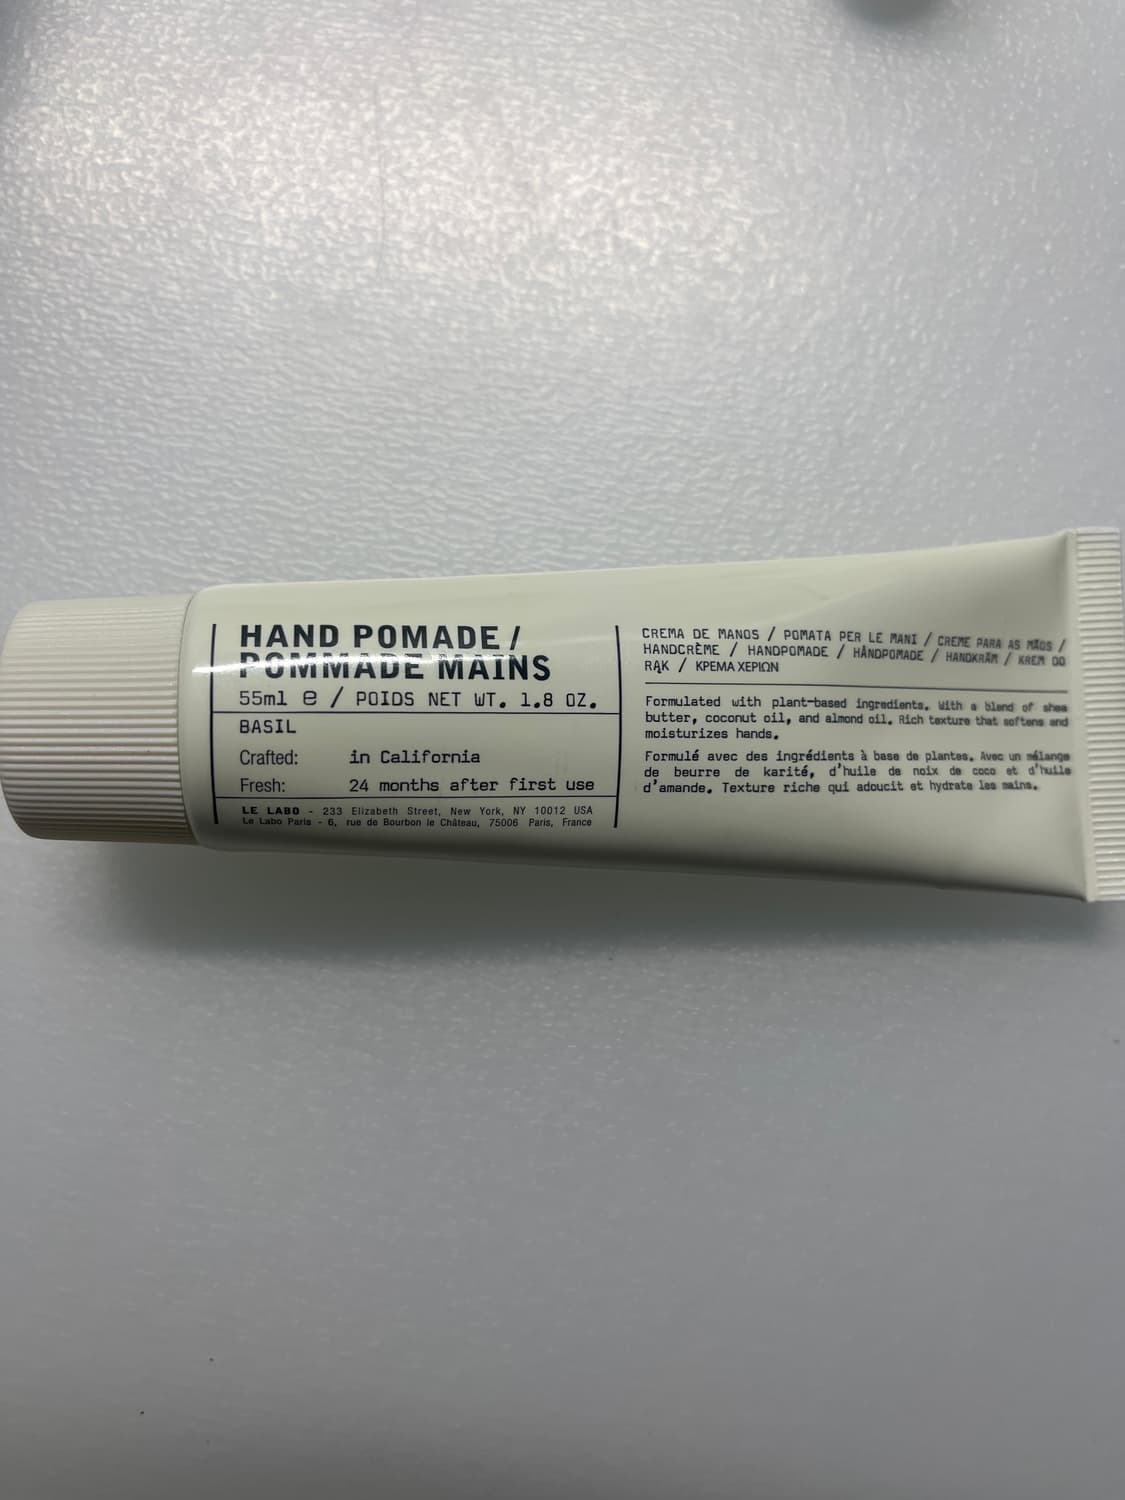 HAND POMADE/
POMMADE MAINS
55ml e / POIDS NET WT. 1.8 OZ.
BASIL
Crafted: in California
Fresh: 24 months after first use
LE LABO - 233 Elizabeth Street, New York, NY 10012 USA
Le Labo Paris - 6, rue de Bourbon le Château, 75006 Paris, France
CREMA DE MANOS / POMATA PER LE MANI / CREME PARA AS MÃOS /
HANDCRÈME / HANDPOMADE / HÅNDPOMADE / HANDKRÄM / KREM DO
RĄK / ΚΡΕΜΑ ΧΕΡΙΩΝ
Formulated with plant-based ingredients. With a blend of shea
butter, coconut oil, and almond oil. Rich texture that softens and
moisturizes hands.
Formulé avec des ingrédients à base de plantes. Avec un mélange
de beurre de karité, d'huile de noix de coco et d'huile
d'amande. Texture riche qui adoucit et hydrate les mains.